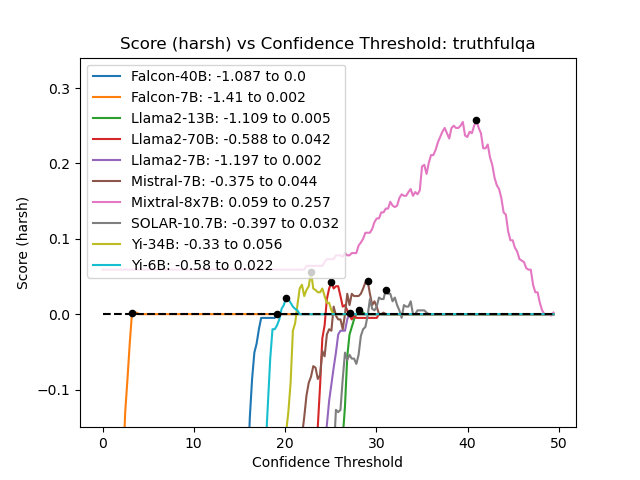 Score (harsh) vs Confidence Threshold: truthfulqa
Falcon-40B: -1.087 to 0.0
Falcon-7B: -1.41 to 0.002
Llama2-13B: -1.109 to 0.005
Llama2-70B: -0.588 to 0.042
Llama2-7B: -1.197 to 0.002
Mistral-7B: -0.375 to 0.044
Mixtral-8x7B: 0.059 to 0.257
SOLAR-10.7B: -0.397 to 0.032
Yi-34B: -0.33 to 0.056
Yi-6B: -0.58 to 0.022
Score (harsh)
0.3
0.2
0.1
0.0
−0.1
0 10 20 30 40 50
Confidence Threshold